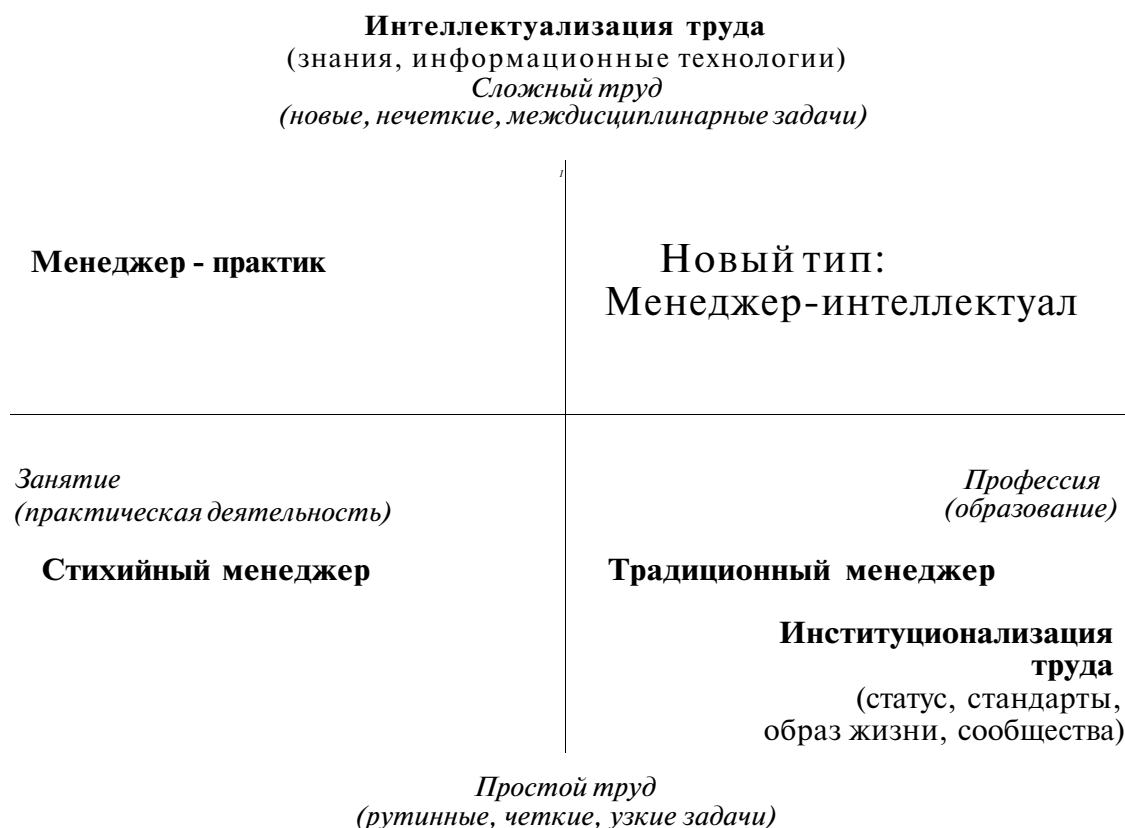 Интеллектуализация труда
(знания, информационные технологии)
Сложный труд
(новые, нечеткие, междисциплинарные задачи)
1
Менеджер - практик
Новый тип:
Менеджер-интеллектуал
Занятие
(практическая деятельность)
Профессия
(образование)
Стихийный менеджер
Традиционный менеджер
Институционализация
труда
(статус, стандарты,
образ жизни, сообщества)
Простой труд
(рутинные, четкие, узкие задачи)